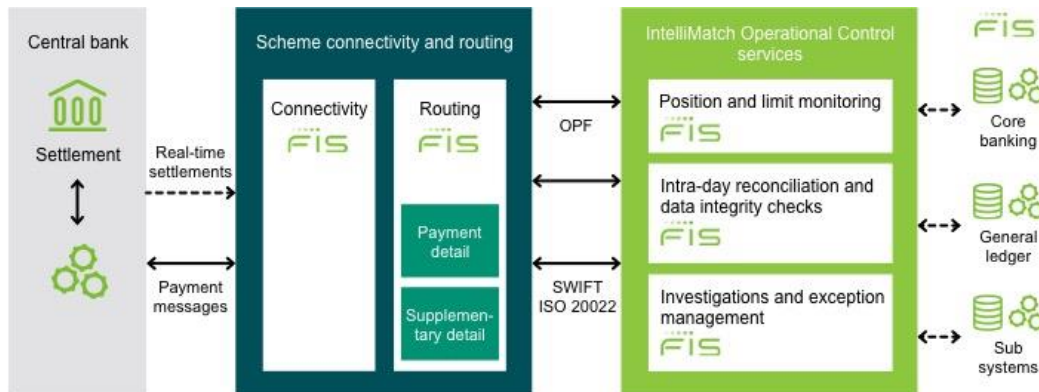 Central bank
Settlement
Real-time
settlements
Payment
messages
Scheme connectivity and routing
Connectivity
FIS
Routing
FIS
Payment
detail
Supplemen-
tary detail
OPF
SWIFT
ISO 20022
IntelliMatch Operational Control
services
Position and limit monitoring
FIS
Intra-day reconciliation and
data integrity checks
FIS
Investigations and exception
management
FIS
FIS
Core
banking
General
ledger
Sub
systems